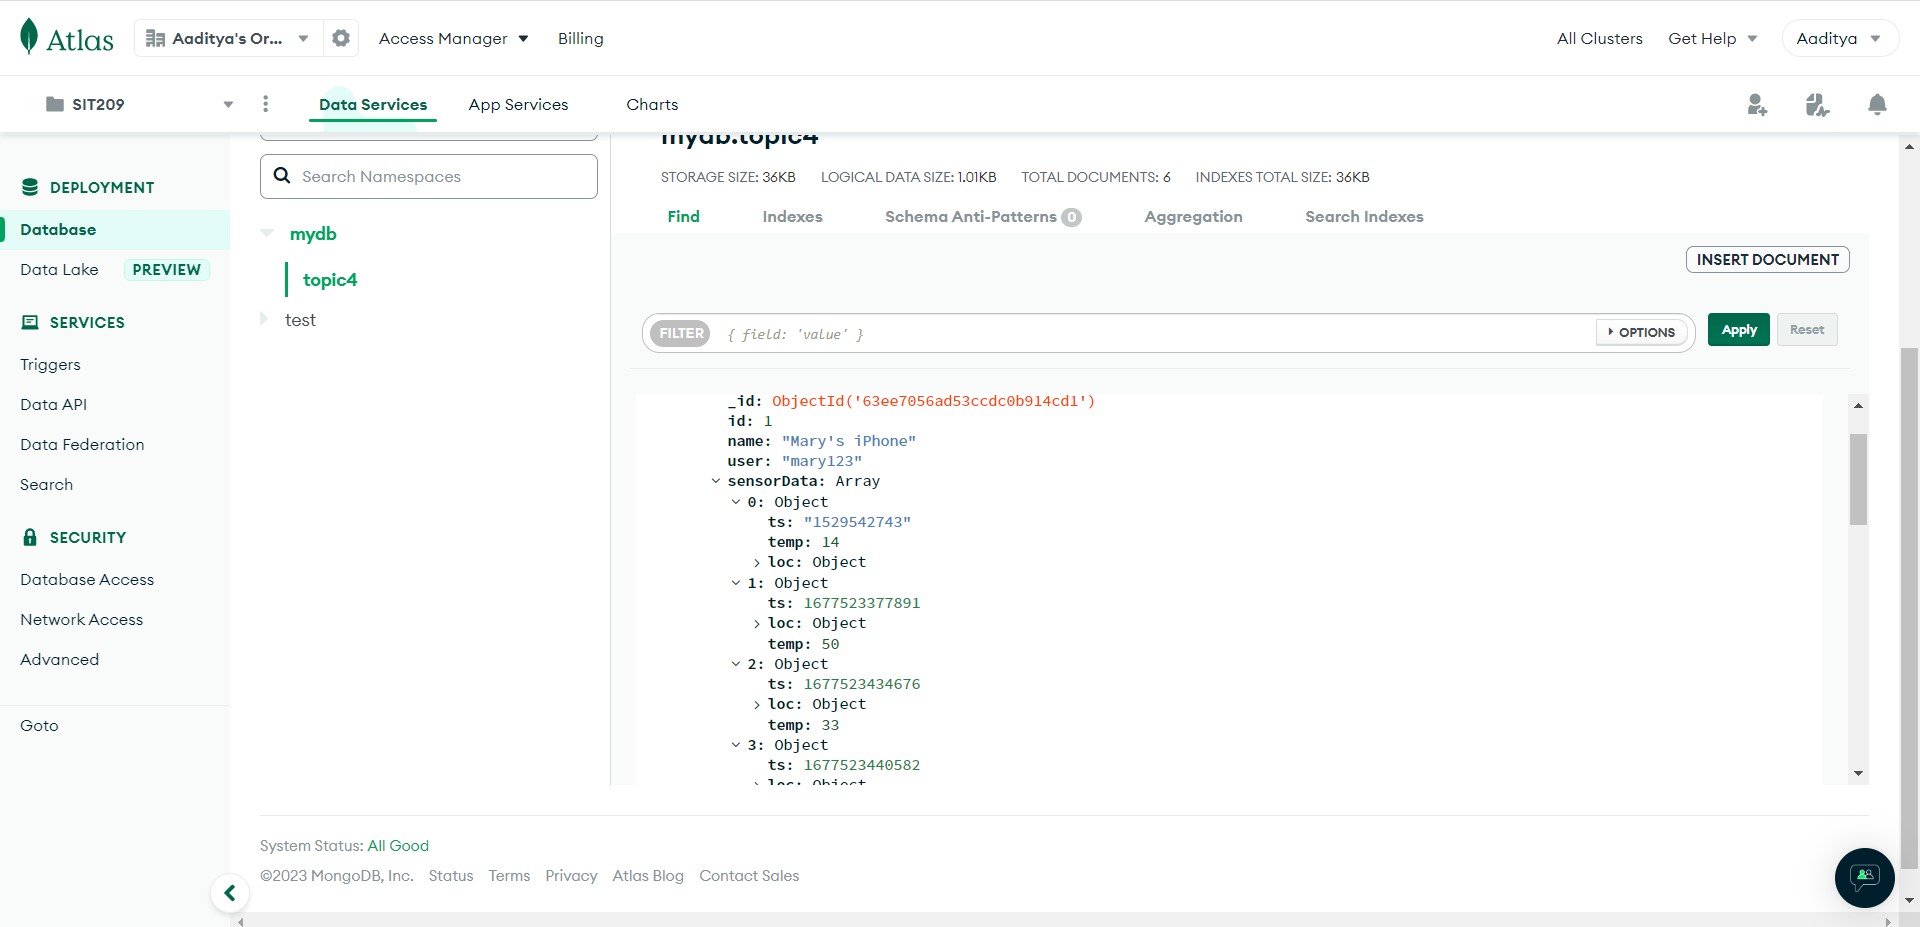 Atlas
Aaditya's Or...
Access Manager
Billing
All Clusters
Get Help
Aaditya
SIT209
Data Services
App Services
Charts
DEPLOYMENT
Database
Data Lake PREVIEW
SERVICES
Triggers
Data API
Data Federation
Search
SECURITY
Database Access
Network Access
Advanced
Goto
Search Namespaces
mydb
topic4
test
mydb.topic4
STORAGE SIZE: 36KB LOGICAL DATA SIZE: 1.01KB TOTAL DOCUMENTS: 6 INDEXES TOTAL SIZE: 36KB
Find Indexes Schema Anti-Patterns 0 Aggregation Search Indexes
INSERT DOCUMENT
FILTER { field: 'value' } OPTIONS Apply Reset
_id: ObjectId('63ee7056ad53ccdc0b914cd1')
id: 1
name: "Mary's iPhone"
user: "mary123"
sensorData: Array
0: Object
ts: "1529542743"
temp: 14
loc: Object
1: Object
ts: 1677523377891
loc: Object
temp: 50
2: Object
ts: 1677523434676
loc: Object
temp: 33
3: Object
ts: 1677523440582
loc: Object
System Status: All Good
©2023 MongoDB, Inc. Status Terms Privacy Atlas Blog Contact Sales